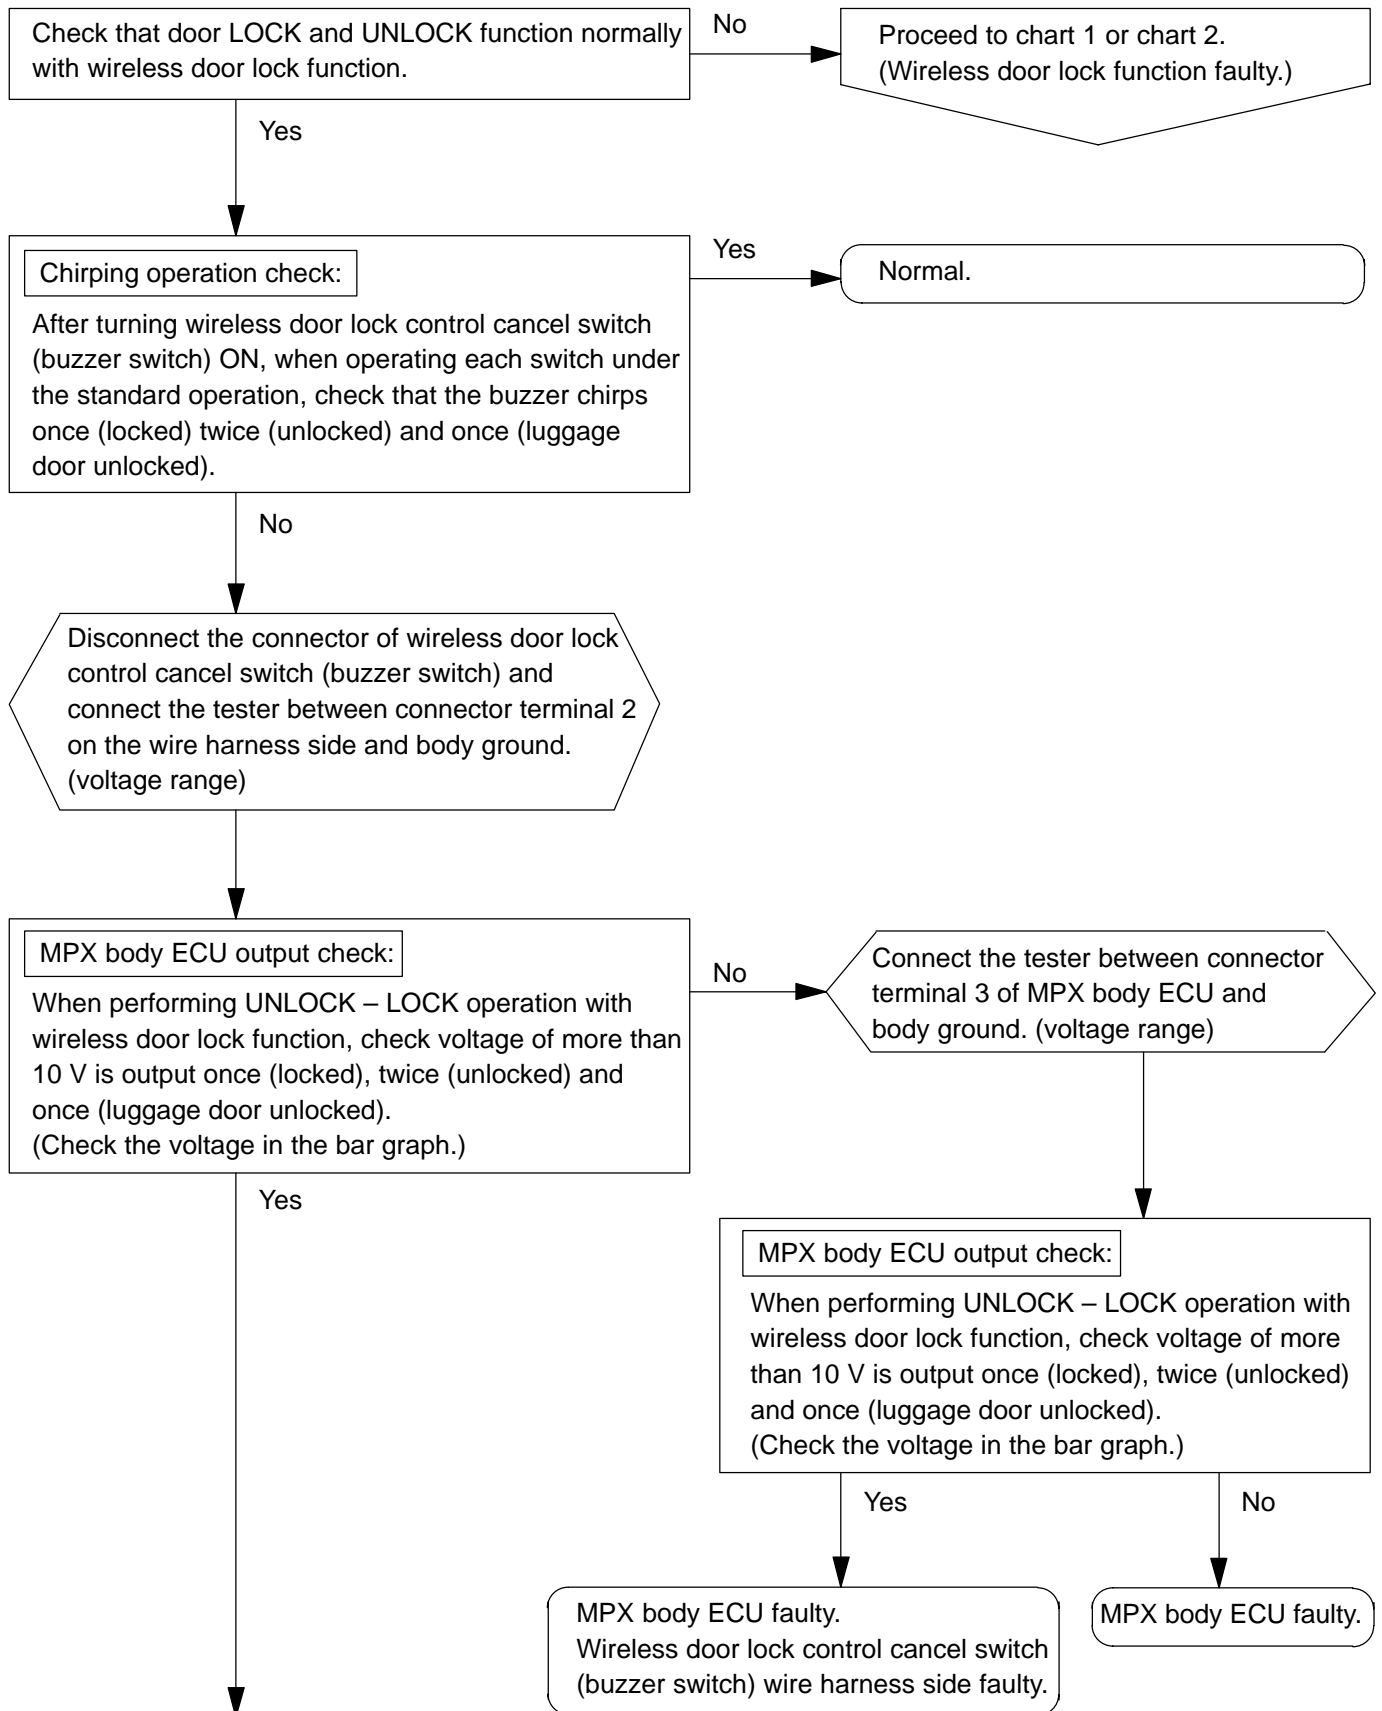 Check that door LOCK and UNLOCK function normally
with wireless door lock function.
No
Proceed to chart 1 or chart 2.
(Wireless door lock function faulty.)
Yes
Chirping operation check:
After turning wireless door lock control cancel switch
(buzzer switch) ON, when operating each switch under
the standard operation, check that the buzzer chirps
once (locked) twice (unlocked) and once (luggage
door unlocked).
Yes
Normal.
No
Disconnect the connector of wireless door lock
control cancel switch (buzzer switch) and
connect the tester between connector terminal 2
on the wire harness side and body ground.
(voltage range)
MPX body ECU output check:
When performing UNLOCK – LOCK operation with
wireless door lock function, check voltage of more than
10 V is output once (locked), twice (unlocked) and
once (luggage door unlocked).
(Check the voltage in the bar graph.)
No
Connect the tester between connector
terminal 3 of MPX body ECU and
body ground. (voltage range)
Yes
MPX body ECU output check:
When performing UNLOCK – LOCK operation with
wireless door lock function, check voltage of more
than 10 V is output once (locked), twice (unlocked)
and once (luggage door unlocked).
(Check the voltage in the bar graph.)
Yes
No
MPX body ECU faulty.
Wireless door lock control cancel switch
(buzzer switch) wire harness side faulty.
MPX body ECU faulty.